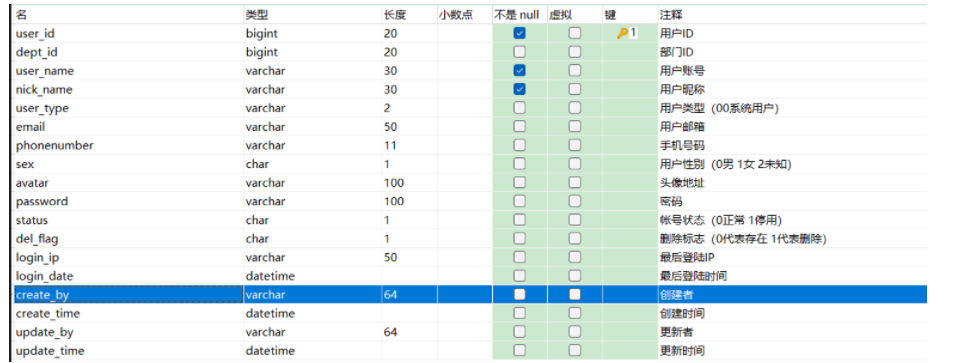 名 类型 长度 小数点 不是 null 虚拟 键 注释
user_id bigint 20 1 用户ID
dept_id bigint 20 部门ID
user_name varchar 30 用户账号
nick_name varchar 30 用户昵称
user_type varchar 2 用户类型（00系统用户）
email varchar 50 用户邮箱
phonenumber varchar 11 手机号码
sex char 1 用户性别（0男 1女 2未知）
avatar varchar 100 头像地址
password varchar 100 密码
status char 1 帐号状态（0正常 1停用）
del_flag char 1 删除标志（0代表存在 1代表删除）
login_ip varchar 50 最后登陆IP
login_date datetime 最后登陆时间
create_by varchar 64 创建者
create_time datetime 创建时间
update_by varchar 64 更新者
update_time datetime 更新时间